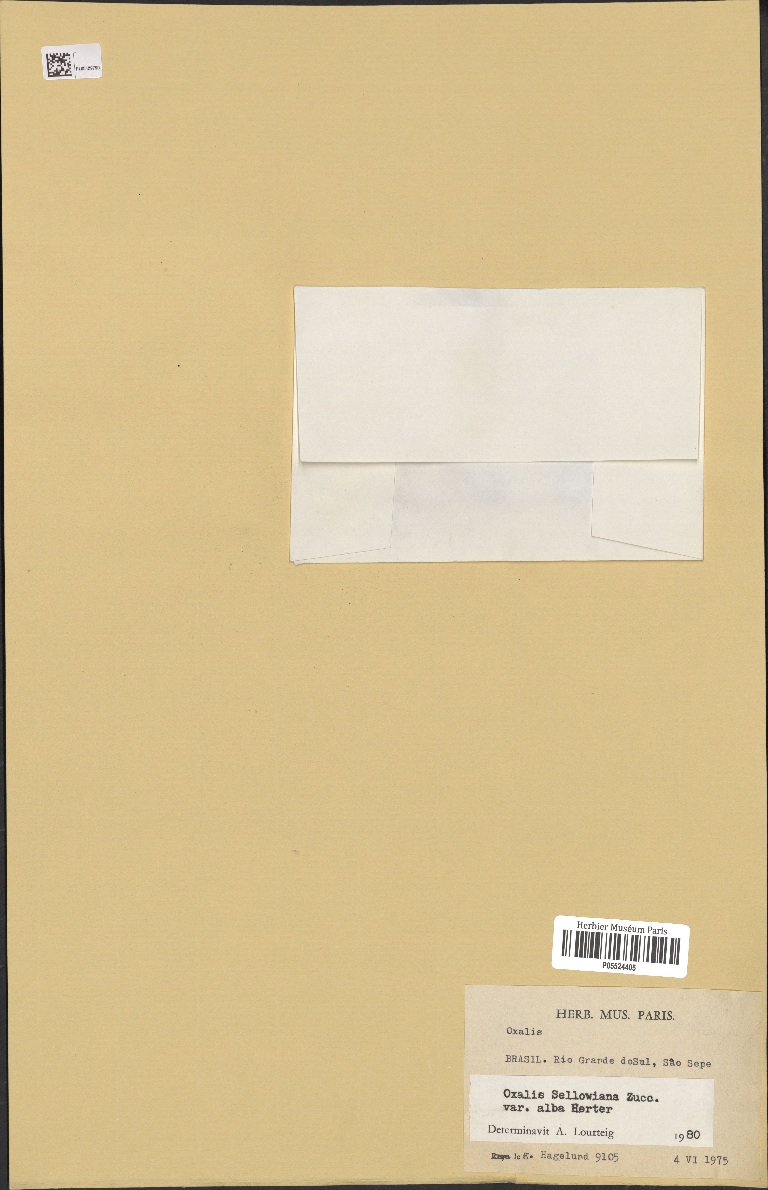 Herbier Muséum Paris
P05524405
HERB. MUS. PARIS.
Oxalis
BRASIL. Rio Grande doSul, São Sepe
Oxalis Sellowiana Zucc.
var. alba Herter
Determinavit A. Lourteig 1980
le K. Hagelund 9105 4 VI 1975